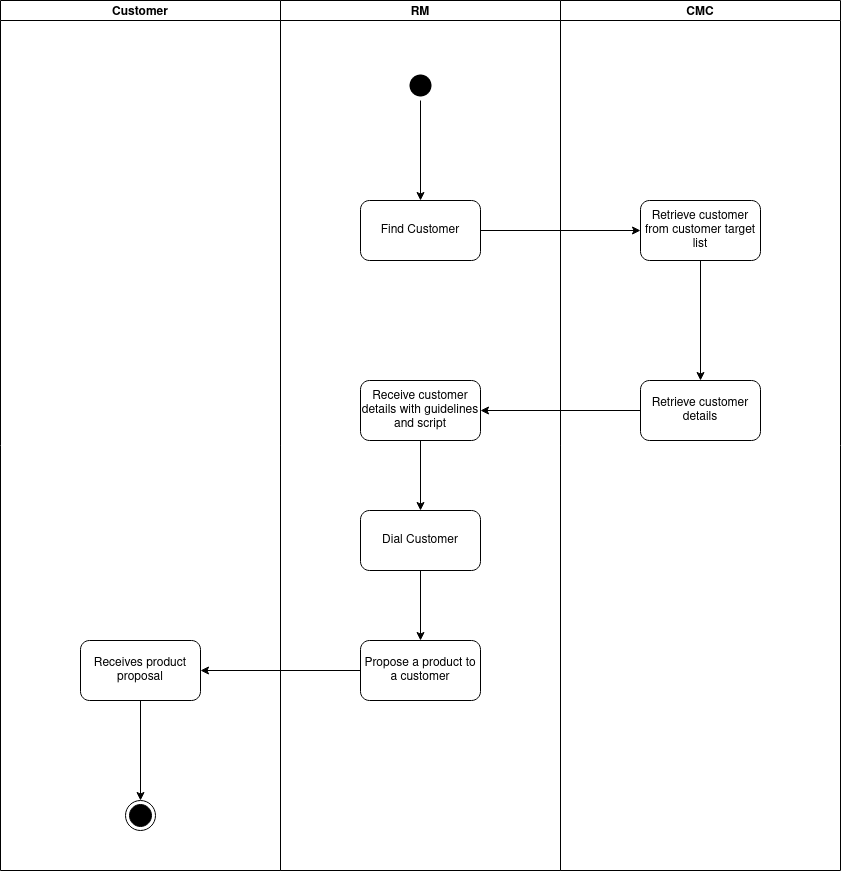 Customer
RM
CMC
Find Customer
Retrieve customer
from customer target
list
Receive customer
details with guidelines
and script
Retrieve customer
details
Dial Customer
Receives product
proposal
Propose a product to
a customer